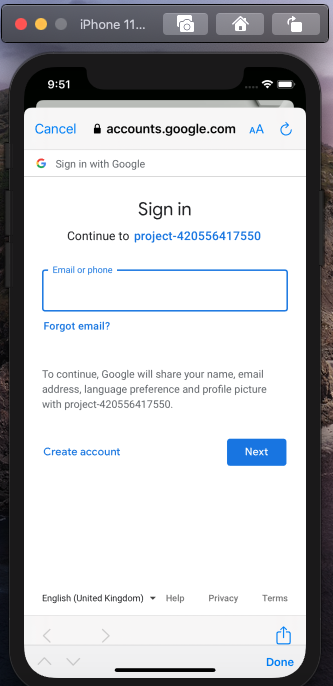 iPhone 11...
9:51
Cancel accounts.google.com AA
G Sign in with Google
Sign in
Continue to project-420556417550
Email or phone
Forgot email?
To continue, Google will share your name, email
address, language preference and profile picture
with project-420556417550.
Create account Next
English (United Kingdom) Help Privacy Terms
Done